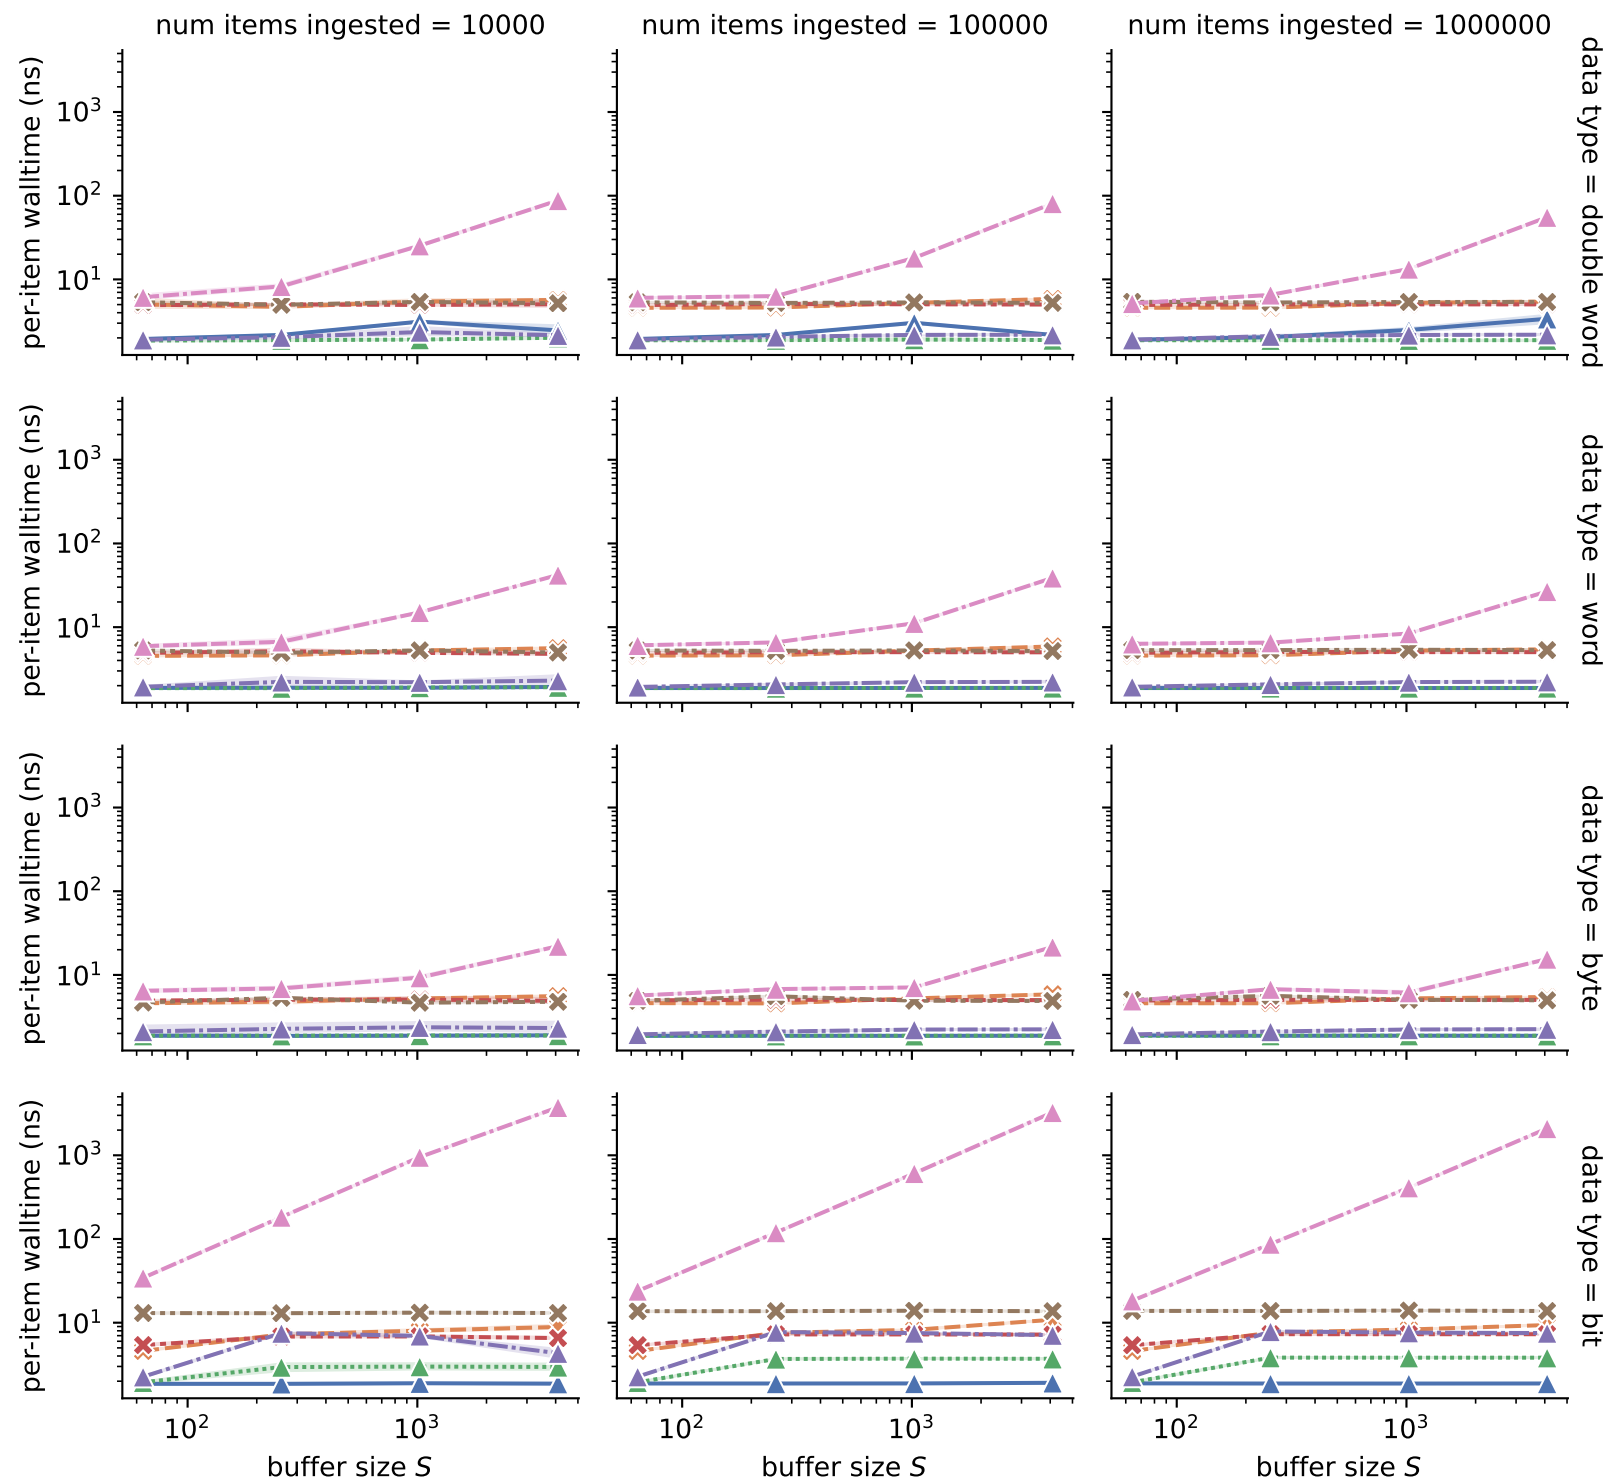 num items ingested = 10000
num items ingested = 100000
num items ingested = 1000000
per-item walltime (ns)
10³
10²
10¹
data type = double word
per-item walltime (ns)
10³
10²
10¹
data type = word
per-item walltime (ns)
10³
10²
10¹
data type = byte
per-item walltime (ns)
10³
10²
10¹
data type = bit
10²
10³
10²
10³
10²
10³
buffer size S
buffer size S
buffer size S